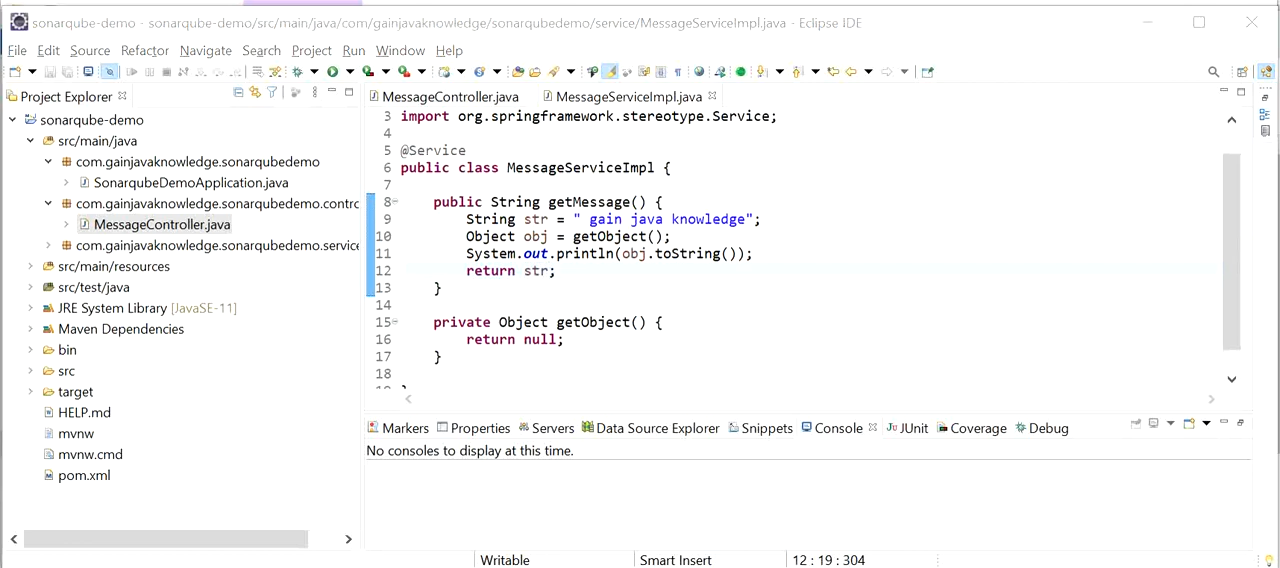 sonarqube-demo - sonarqube-demo/src/main/java/com/gainjavaknowledge/sonarqubedemo/service/MessageServiceImpl.java - Eclipse IDE
File Edit Source Refactor Navigate Search Project Run Window Help
Project Explorer
sonarqube-demo
src/main/java
com.gainjavaknowledge.sonarqubedemo
SonarqubeDemoApplication.java
com.gainjavaknowledge.sonarqubedemo.contro
MessageController.java
com.gainjavaknowledge.sonarqubedemo.service
src/main/resources
src/test/java
JRE System Library [JavaSE-11]
Maven Dependencies
bin
src
target
HELP.md
mvnw
mvnw.cmd
pom.xml
MessageController.java MessageServiceImpl.java
3 import org.springframework.stereotype.Service;
4
5 @Service
6 public class MessageServiceImpl {
7
8 public String getMessage() {
9 String str = " gain java knowledge";
10 Object obj = getObject();
11 System.out.println(obj.toString());
12 return str;
13 }
14
15 private Object getObject() {
16 return null;
17 }
18
Markers Properties Servers Data Source Explorer Snippets Console JUnit Coverage Debug
No consoles to display at this time.
Writable Smart Insert 12 : 19 : 304